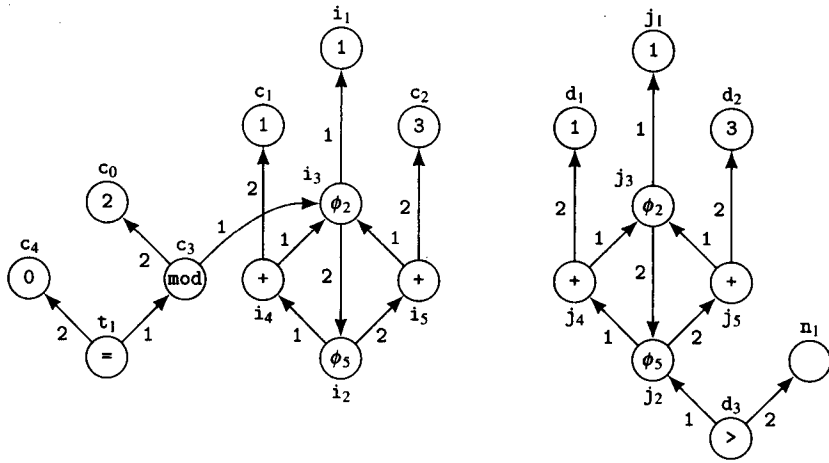 i₁ j₁
1 1
c₁ c₂ d₁ d₂
1 1 3 1 1 3
i₃ j₃
c₀ 2 ϕ₂ 2 2 ϕ₂ 2
2 1
c₄ c₃ 1 1 1 1
0 2 mod + 2 + + 2 +
t₁ i₄ i₅ j₄ j₅ n₁
2 = 1 1 ϕ₅ 2 1 ϕ₅ 2
i₂ j₂ d₃
1 2
>